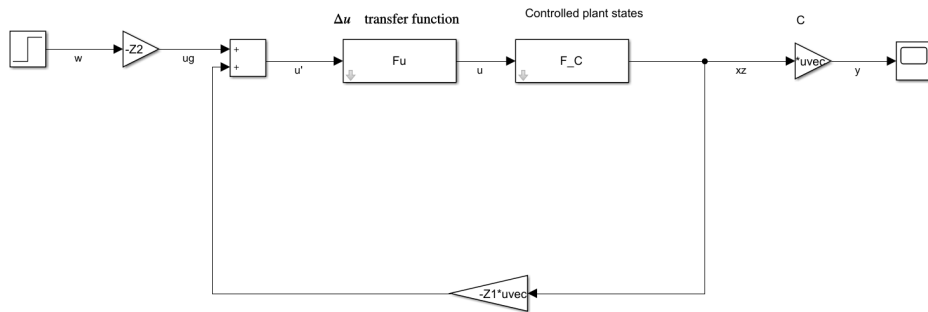 Δu transfer function
Controlled plant states
C
w
-Z2
ug
+
+
u'
Fu
u
F_C
xz
*uvec
y
-Z1*uvec